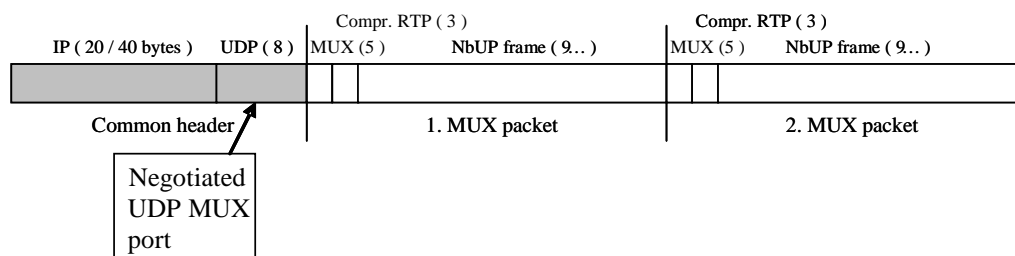 Compr. RTP ( 3 )
Compr. RTP ( 3 )
IP ( 20 / 40 bytes )
UDP ( 8 )
MUX (5)
NbUP frame ( 9... )
MUX (5)
NbUP frame ( 9... )
Common header
1. MUX packet
2. MUX packet
Negotiated
UDP MUX
port